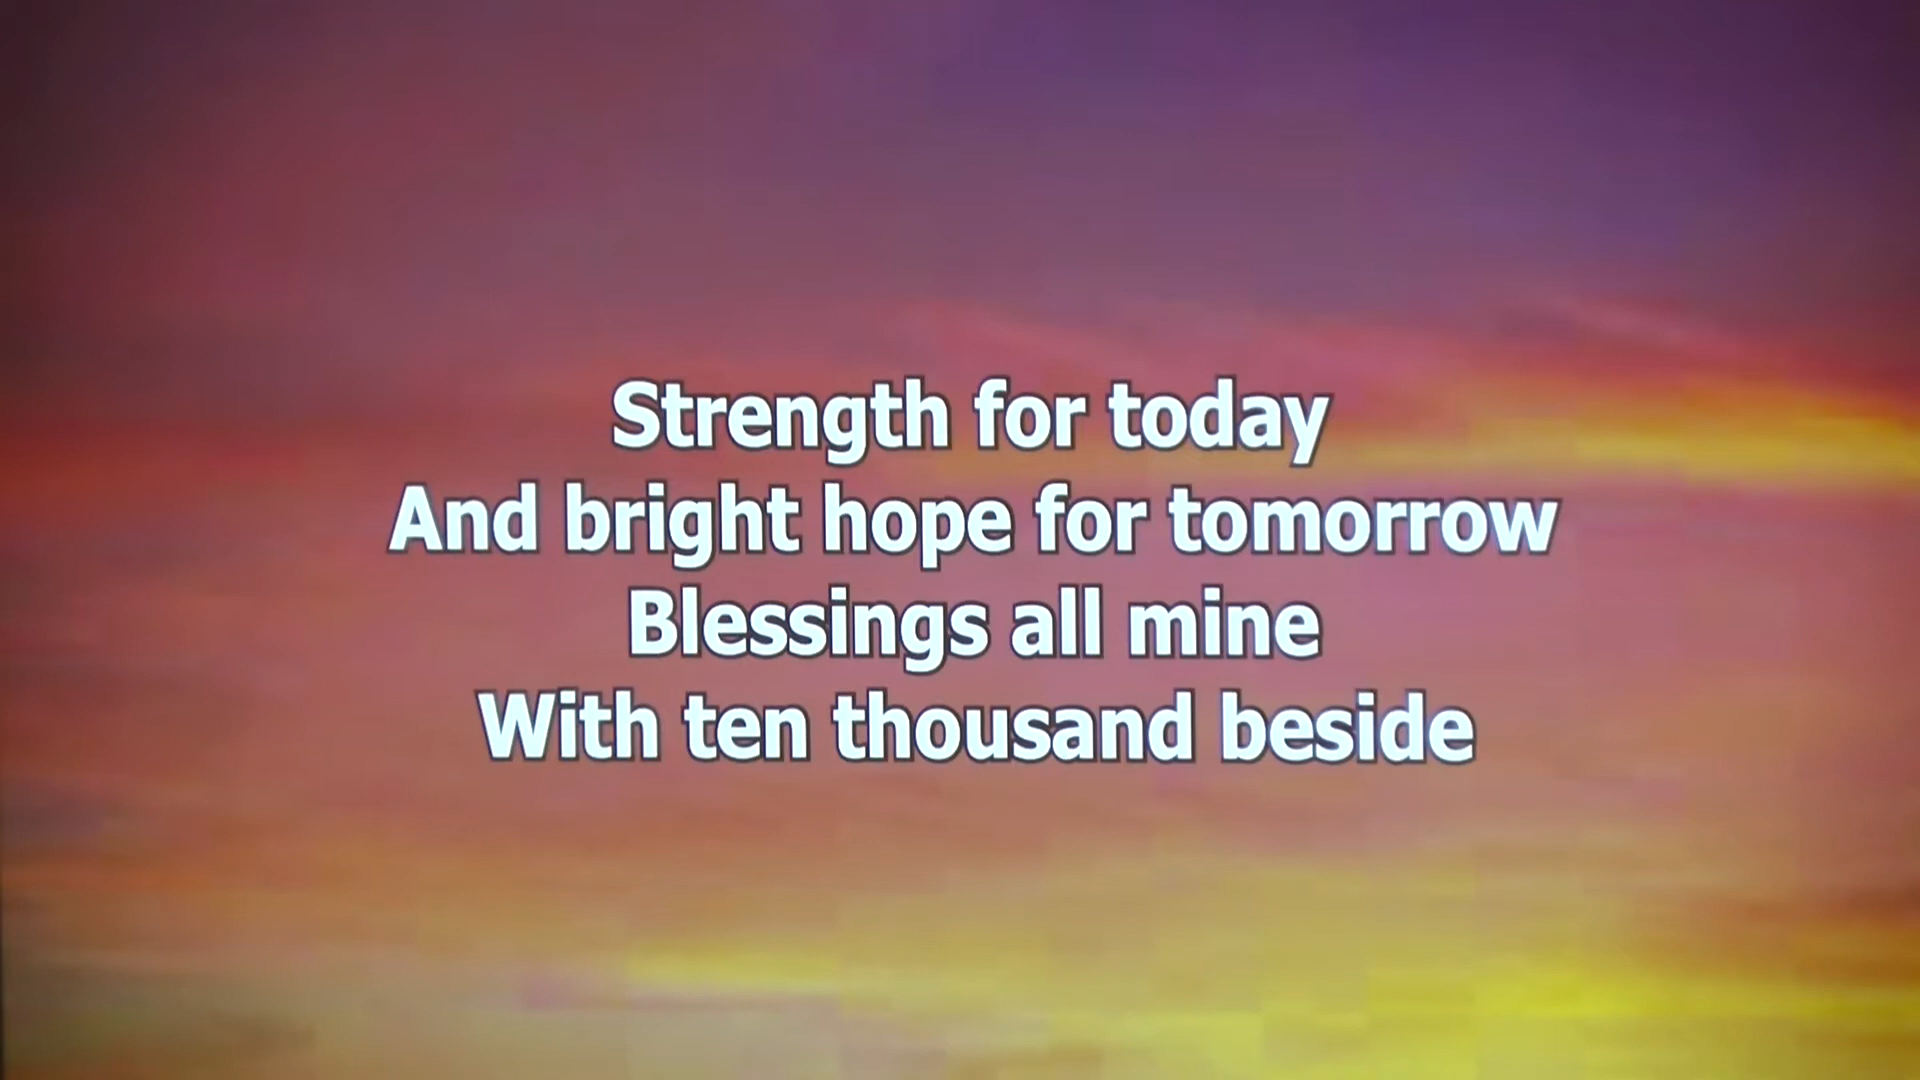 Strength for today
And bright hope for tomorrow
Blessings all mine
With ten thousand beside